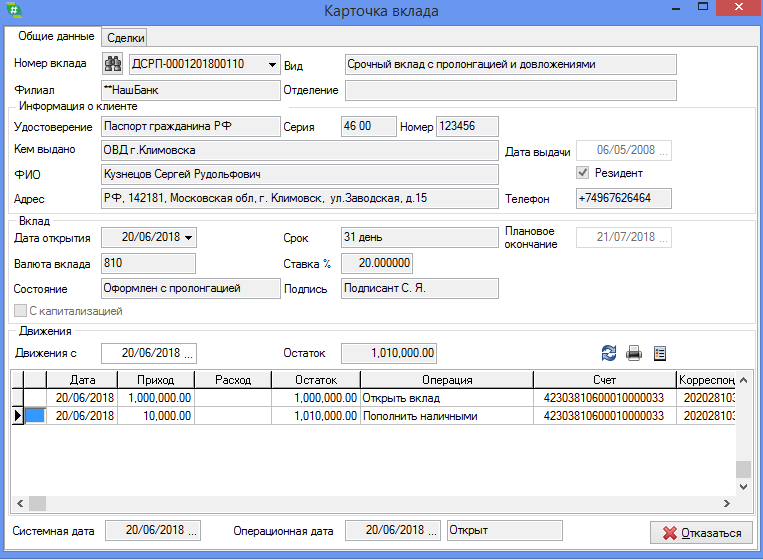 Карточка вклада
Общие данные Сделки
Номер вклада ДСРП-0001201800110 Вид Срочный вклад с пролонгацией и довложениями
Филиал **НашБанк Отделение
Информация о клиенте
Удостоверение Паспорт гражданина РФ Серия 46 00 Номер 123456
Кем выдано ОВД г.Климовска Дата выдачи 06/05/2008 ...
ФИО Кузнецов Сергей Рудольфович Резидент
Адрес РФ, 142181, Московская обл, г. Климовск, ул.Заводская, д.15 Телефон +74967626464
Вклад
Дата открытия 20/06/2018 Срок 31 день Плановое окончание 21/07/2018 ...
Валюта вклада 810 Ставка % 20.000000
Состояние Оформлен с пролонгацией Подпись Подписант С. Я.
С капитализацией
Движения
Движения с 20/06/2018 ... Остаток 1,010,000.00
Дата Приход Расход Остаток Операция Счет Корреспонд
20/06/2018 1,000,000.00 1,000,000.00 Открыть вклад 42303810600010000033 202028103
20/06/2018 10,000.00 1,010,000.00 Пополнить наличными 42303810600010000033 202028103
Системная дата 20/06/2018 ... Операционная дата 20/06/2018 ... Открыт Отказаться